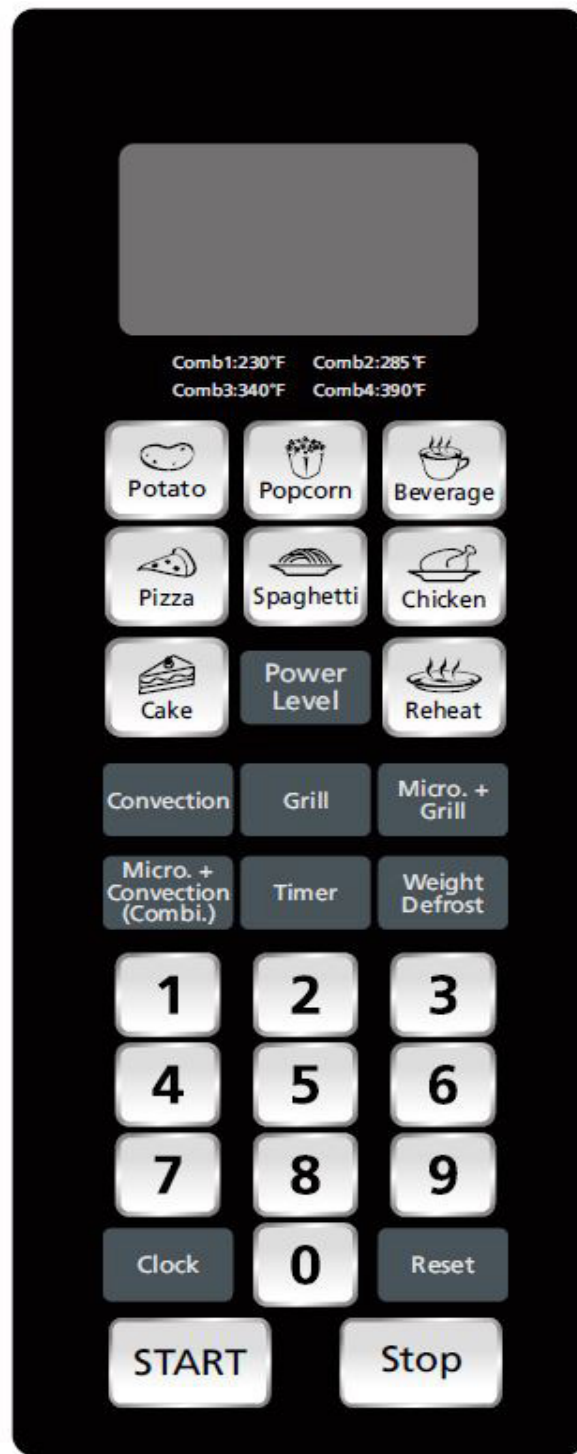 Comb1:230°F Comb2:285°F
Comb3:340°F Comb4:390°F
Potato Popcorn Beverage
Pizza Spaghetti Chicken
Cake
Power
Level
Reheat
Convection
Grill
Micro. +
Grill
Micro. +
Convection
(Combi.)
Timer
Weight
Defrost
1 2 3
4 5 6
7 8 9
Clock 0 Reset
START Stop